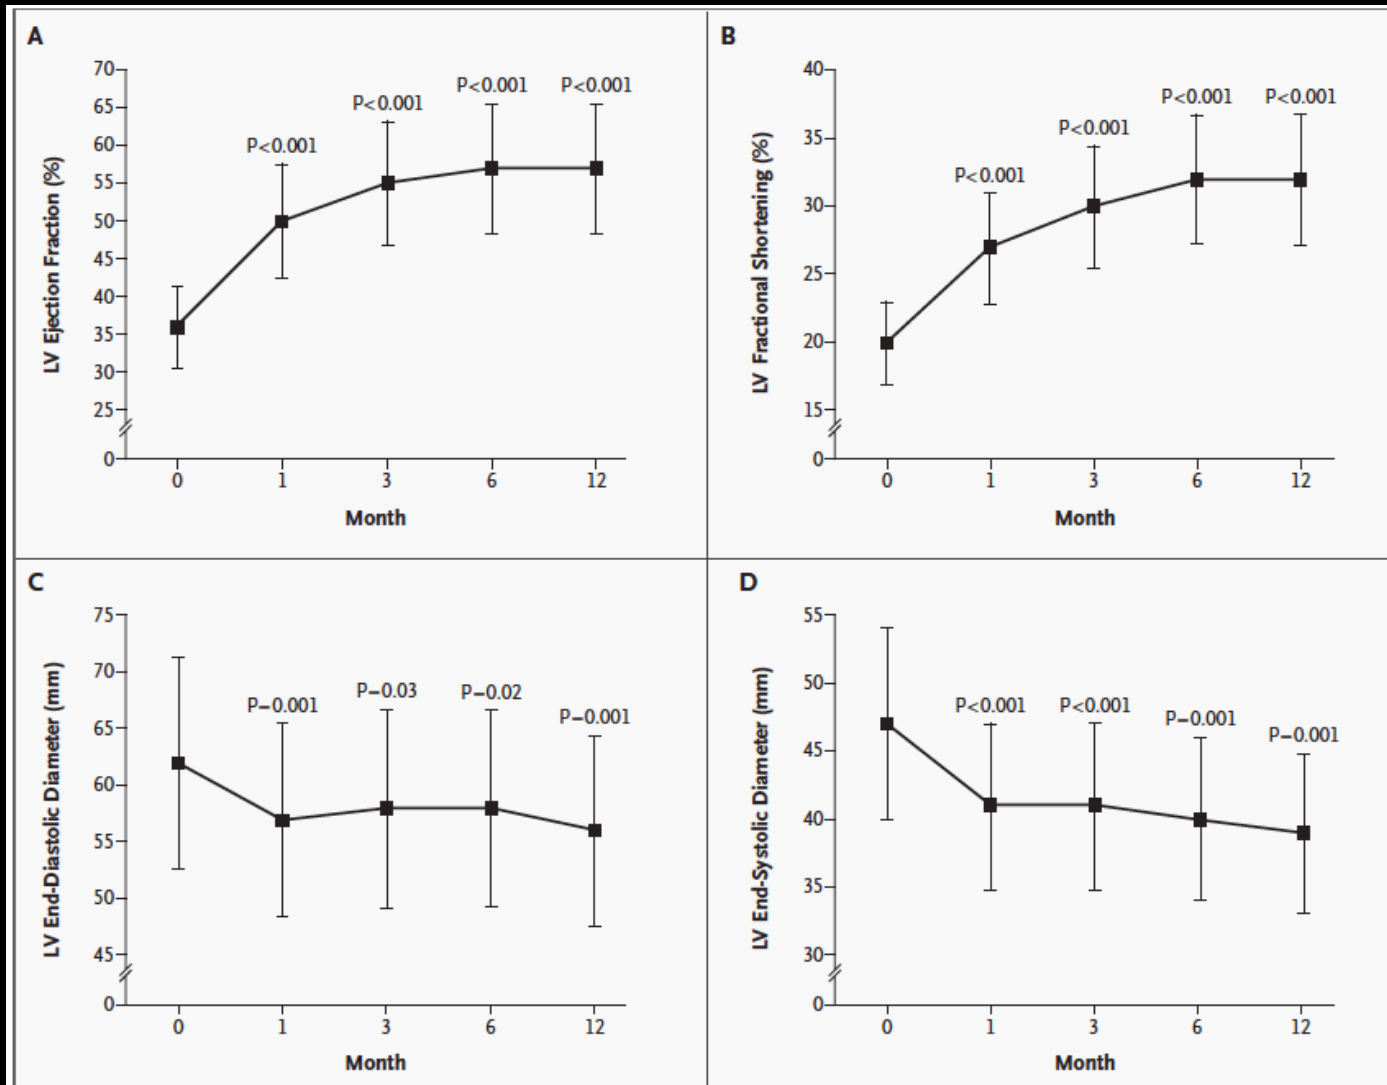 A
LV Ejection Fraction (%)
70
65
60
55
50
45
40
35
30
25
0
P<0.001
P<0.001
P<0.001
P<0.001
0 1 3 6 12
Month
B
LV Fractional Shortening (%)
40
35
30
25
20
15
0
P<0.001
P<0.001
P<0.001
P<0.001
0 1 3 6 12
Month
C
LV End-Diastolic Diameter (mm)
75
70
65
60
55
50
45
0
P=0.001
P=0.03
P=0.02
P=0.001
0 1 3 6 12
Month
D
LV End-Systolic Diameter (mm)
55
50
45
40
35
30
0
P<0.001
P<0.001
P=0.001
P=0.001
0 1 3 6 12
Month